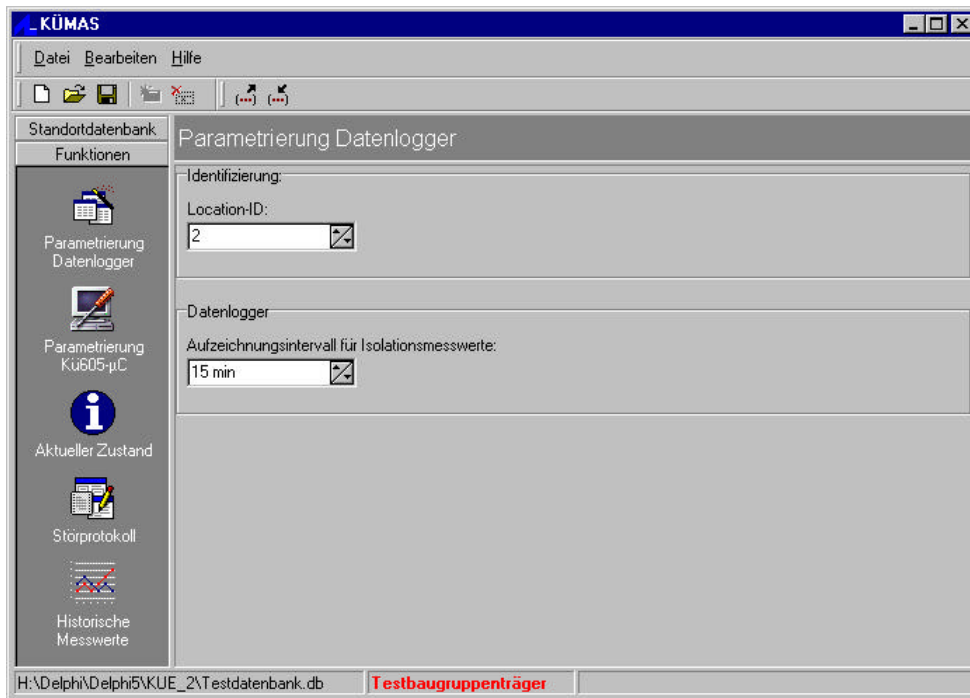 KÜMAS
Datei Bearbeiten Hilfe
Standortdatenbank
Funktionen
Parametrierung
Datenlogger
Parametrierung
Kü605-µC
Aktueller Zustand
Störprotokoll
Historische
Messwerte
Parametrierung Datenlogger
Identifizierung:
Location-ID:
2
Datenlogger
Aufzeichnungsintervall für Isolationsmesswerte:
15 min
H:\Delphi\Delphi5\KUE_2\Testdatenbank.db
Testbaugruppenträger